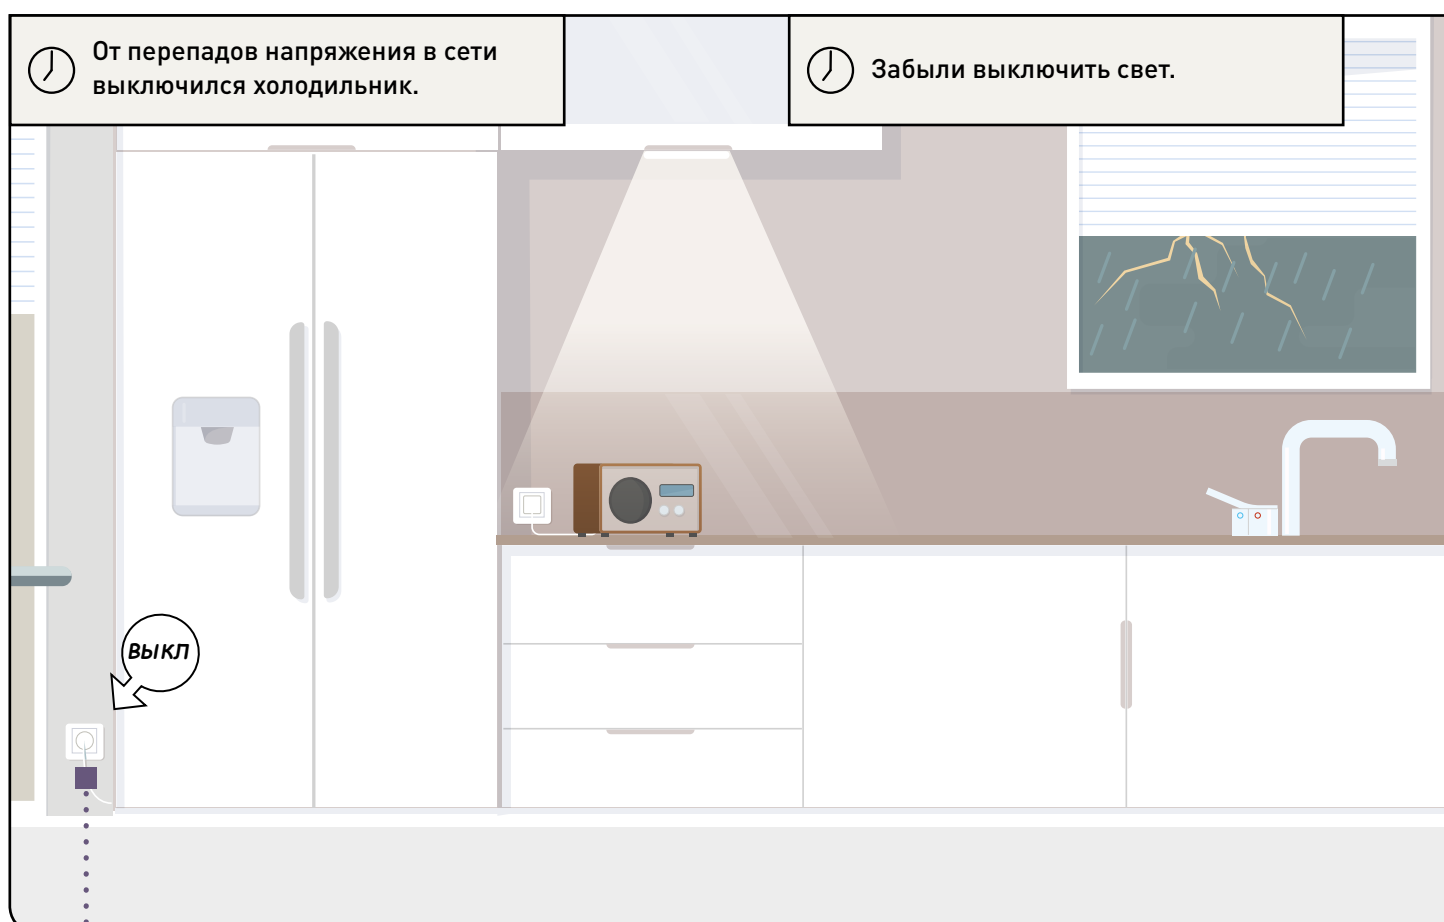 От перепадов напряжения в сети
выключился холодильник.
Забыли выключить свет.
ВЫКЛ